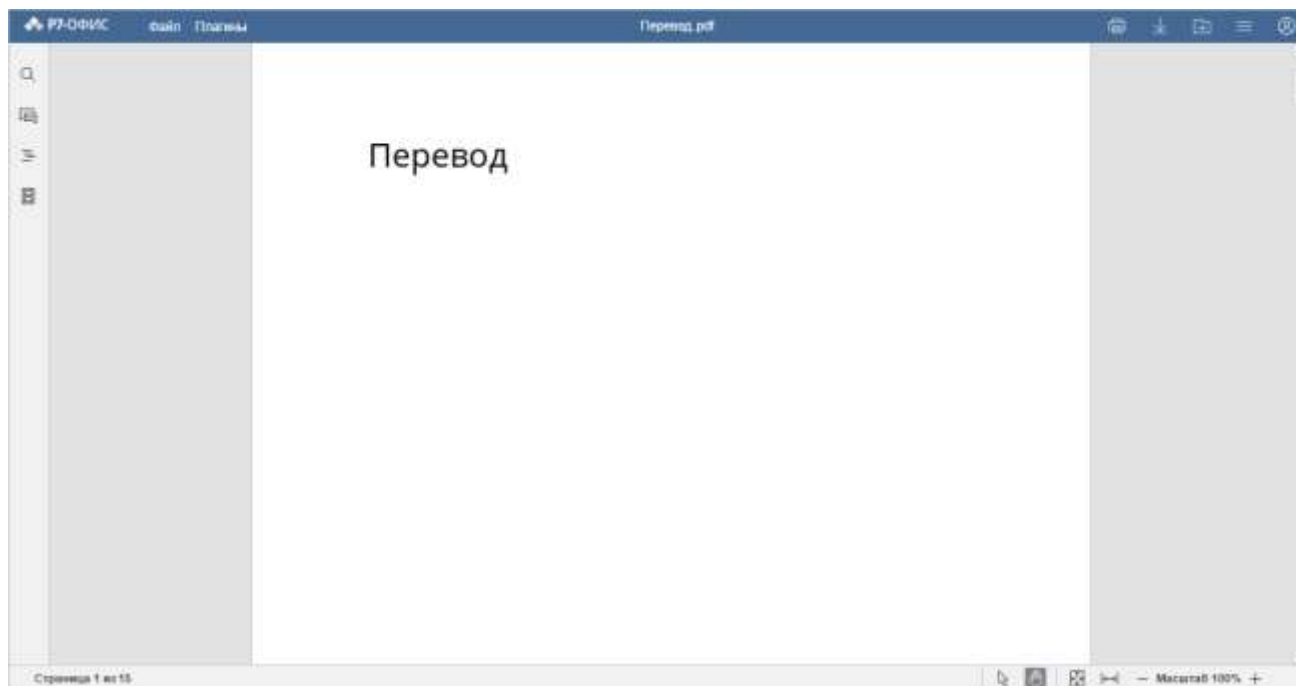 Р7-ОФИС Файл Плагины Перевод.pdf
Перевод
Страница 1 из 15 Масштаб 100%